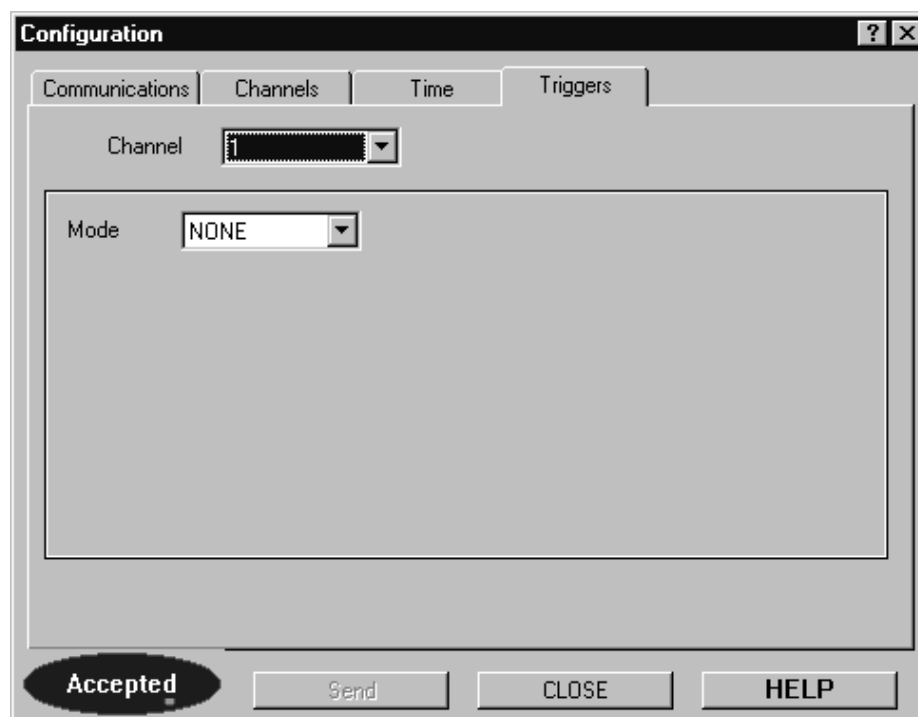 Configuration
Communications Channels Time Triggers
Channel 1
Mode NONE
Accepted Send CLOSE HELP